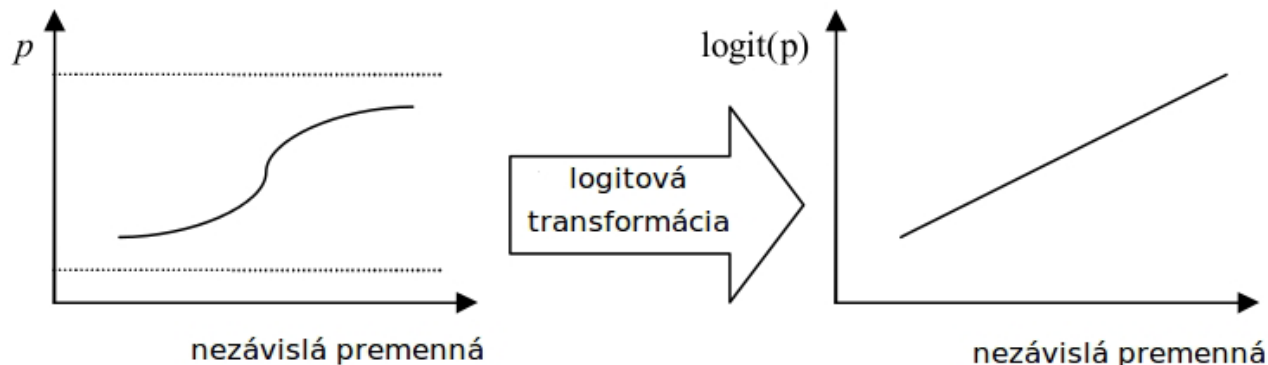 p
nezávislá premenná
logitová
transformácia
logit(p)
nezávislá premenná